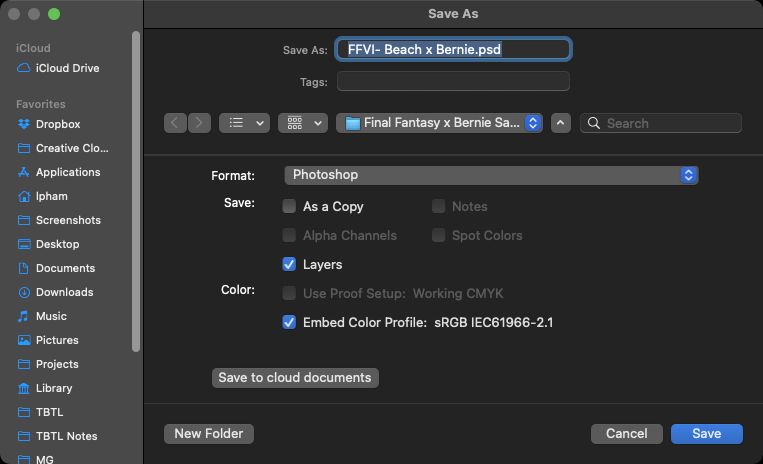 Save As
iCloud
iCloud Drive
Favorites
Dropbox
Creative Clo...
Applications
lpham
Screenshots
Desktop
Documents
Downloads
Music
Pictures
Projects
Library
TBTL
TBTL Notes
MG
Save As: FFVI- Beach x Bernie.psd
Tags:
Final Fantasy x Bernie Sa... Search
Format: Photoshop
Save: As a Copy Notes
Alpha Channels Spot Colors
Layers
Color: Use Proof Setup: Working CMYK
Embed Color Profile: sRGB IEC61966-2.1
Save to cloud documents
New Folder Cancel Save